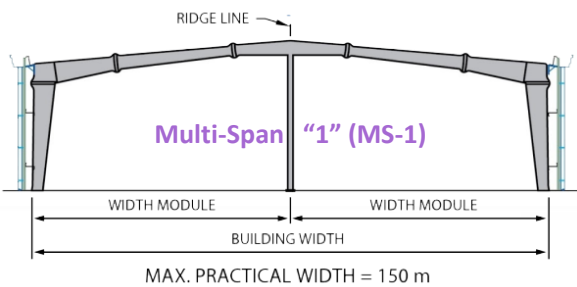 RIDGE LINE
Multi-Span "1" (MS-1)
WIDTH MODULE WIDTH MODULE
BUILDING WIDTH
MAX. PRACTICAL WIDTH = 150 m